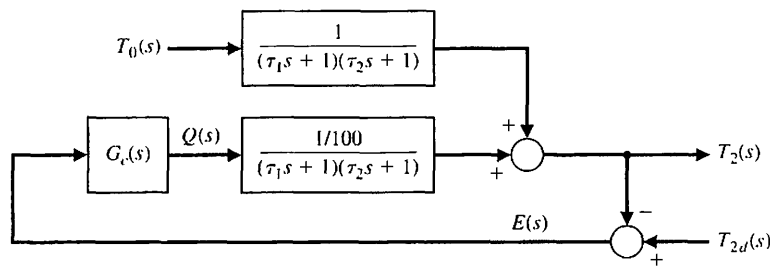 T₀(s)
1
(τ₁s + 1)(τ₂s + 1)
+
G_c(s)
Q(s)
1/100
(τ₁s + 1)(τ₂s + 1)
+
T₂(s)
E(s)
−
+
T₂d(s)